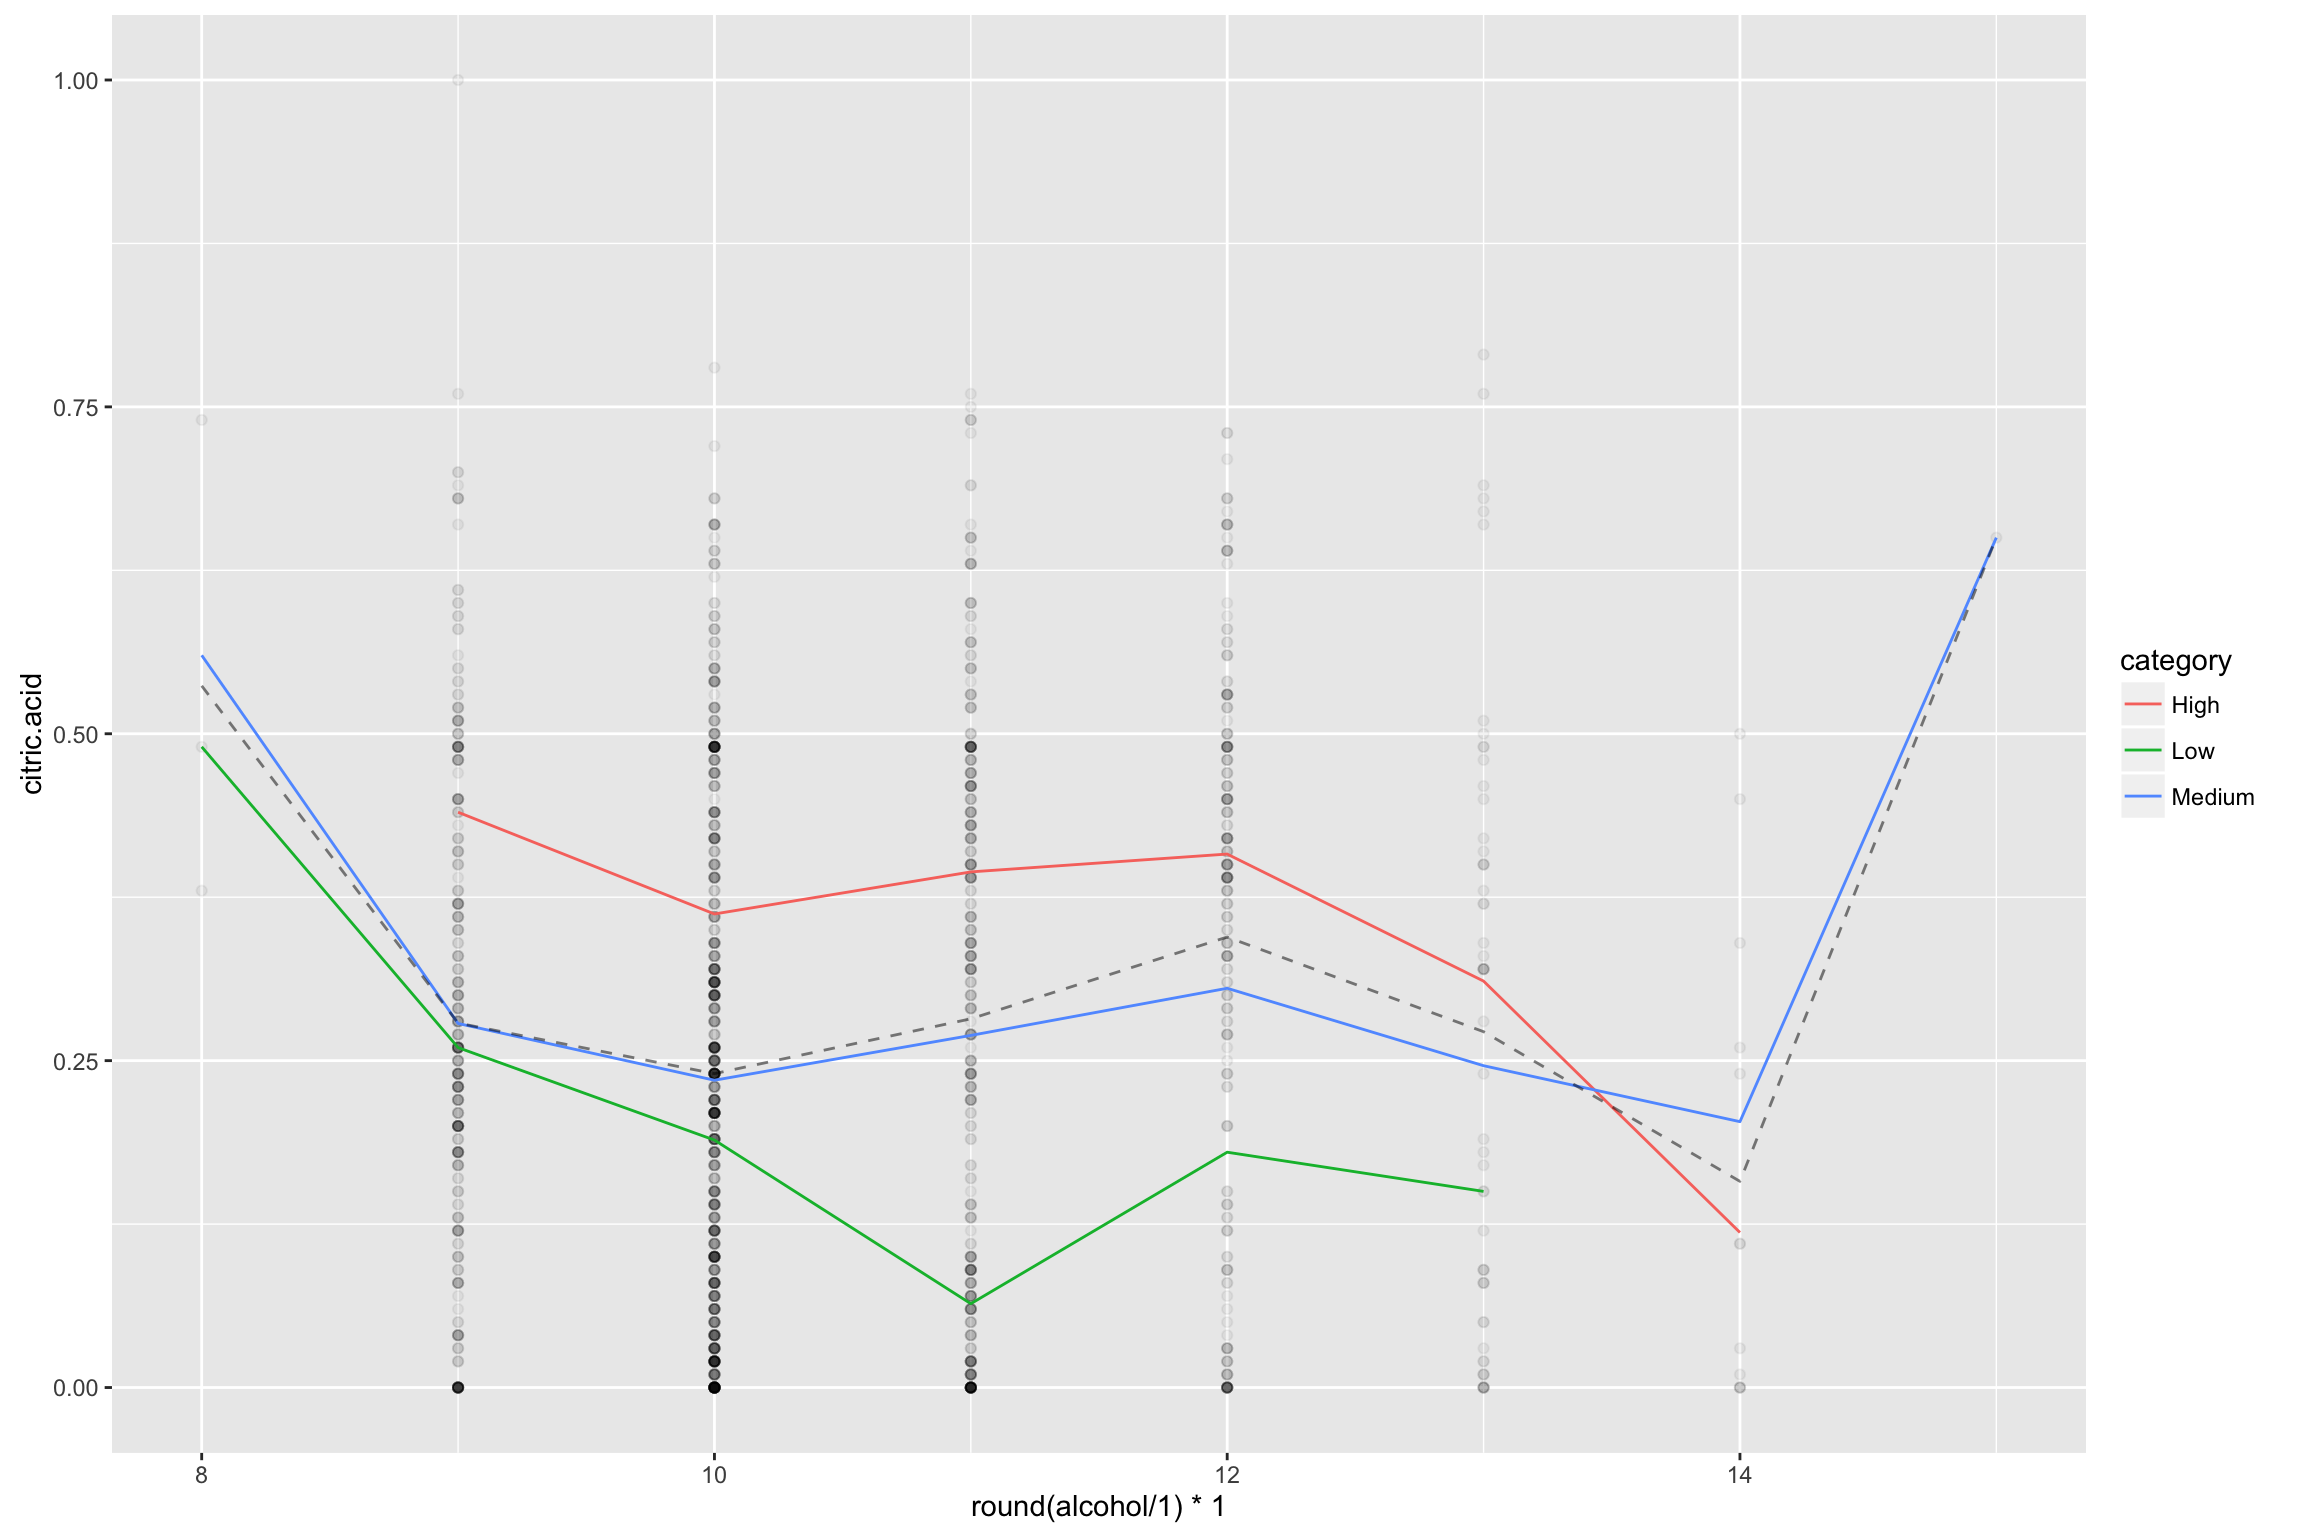 1.00
0.75
0.50
0.25
0.00
citric.acid
8
10
12
14
round(alcohol/1) * 1
category
High
Low
Medium